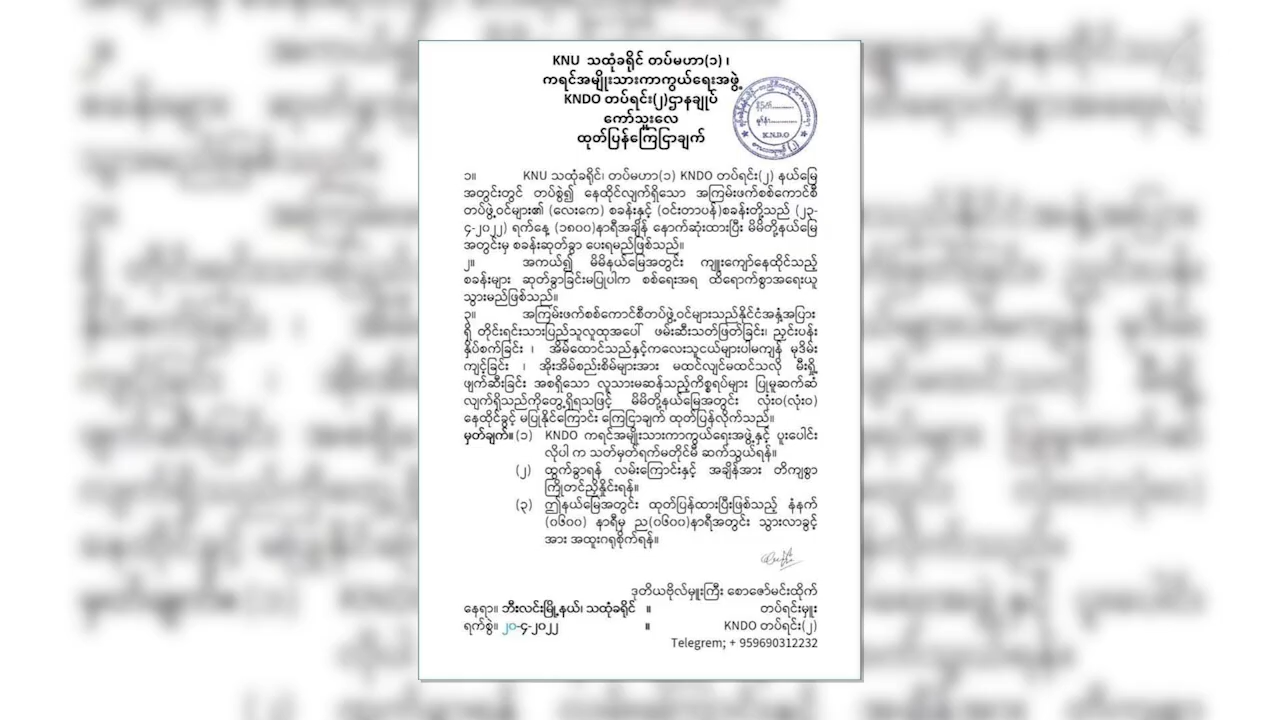 KNU သထုံခရိုင် တပ်မဟာ(၁) ၊
ကရင်အမျိုးသားကာကွယ်ရေးအဖွဲ့
KNDO တပ်ရင်း(၂)ဌာနချုပ်
ကော်သူးလေ
ထုတ်ပြန်ကြေငြာချက်
K.N.D.O
၁။ KNU သထုံခရိုင်၊ တပ်မဟာ(၁) KNDO တပ်ရင်း(၂) နယ်မြေ
အတွင်းတွင် တပ်စွဲ၍ နေထိုင်လျက်ရှိသော အကြမ်းဖက်စစ်ကောင်စီ
တပ်ဖွဲ့ဝင်များ၏ (လေးကေ) စခန်းနှင့် (ဝင်းတာပန်)စခန်းတို့သည် (၂၃-
၄-၂၀၂၂) ရက်နေ့ (၁၈၀၀)နာရီအချိန် နောက်ဆုံးထားပြီး မိမိတို့နယ်မြေ
အတွင်းမှ စခန်းဆုတ်ခွာ ပေးရမည်ဖြစ်သည်။
၂။ အကယ်၍ မိမိနယ်မြေအတွင်း ကျူးကျော်နေထိုင်သည့်
စခန်းများ ဆုတ်ခွာခြင်းမပြုပါက စစ်ရေးအရ ထိရောက်စွာအရေးယူ
သွားမည်ဖြစ်သည်။
၃။ အကြမ်းဖက်စစ်ကောင်စီတပ်ဖွဲ့ဝင်များသည်နိုင်ငံအနှံ့အပြား
ရှိ တိုင်းရင်းသားပြည်သူလူထုအပေါ် ဖမ်းဆီးသတ်ဖြတ်ခြင်း၊ ညှင်းပန်း
နှိပ်စက်ခြင်း ၊ အိမ်ထောင်သည်နှင့်ကလေးသူငယ်များပါမကျန် မုဒိမ်း
ကျင့်ခြင်း ၊ အိုးအိမ်စည်းစိမ်များအား မထင်လျင်မထင်သလို မီးရှို့
ဖျက်ဆီးခြင်း အစရှိသော လူသားမဆန်သည့်ကိစ္စရပ်များ ပြုမူဆက်ဆံ
လျက်ရှိသည်ကိုတွေ့ရှိရသဖြင့် မိမိတို့နယ်မြေအတွင်း လုံးဝ(လုံးဝ)
နေထိုင်ခွင့် မပြုနိုင်ကြောင်း ကြေငြာချက် ထုတ်ပြန်လိုက်သည်။
မှတ်ချက်။ (၁) KNDO ကရင်အမျိုးသားကာကွယ်ရေးအဖွဲ့နှင့် ပူးပေါင်း
လိုပါ က သတ်မှတ်ရက်မတိုင်မီ ဆက်သွယ်ရန်။
(၂) ထွက်ခွာရန် လမ်းကြောင်းနှင့် အချိန်အား တိကျစွာ
ကြိုတင်ညှိနှိုင်းရန်။
(၃) ဤနယ်မြေအတွင်း ထုတ်ပြန်ထားပြီးဖြစ်သည့် နံနက်
(၀၆၀၀) နာရီမှ ည(၀၆၀၀)နာရီအတွင်း သွားလာခွင့်
အား အထူးဂရုစိုက်ရန်။
ဒုတိယဗိုလ်မှူးကြီး စောဇော်မင်းထိုက်
နေရာ။ ဘီးလင်းမြို့နယ်၊ သထုံခရိုင် ။ တပ်ရင်းမှူး
ရက်စွဲ။ ၂၀-၄-၂၀၂၂ ။ KNDO တပ်ရင်း(၂)
Telegrem; + 959690312232